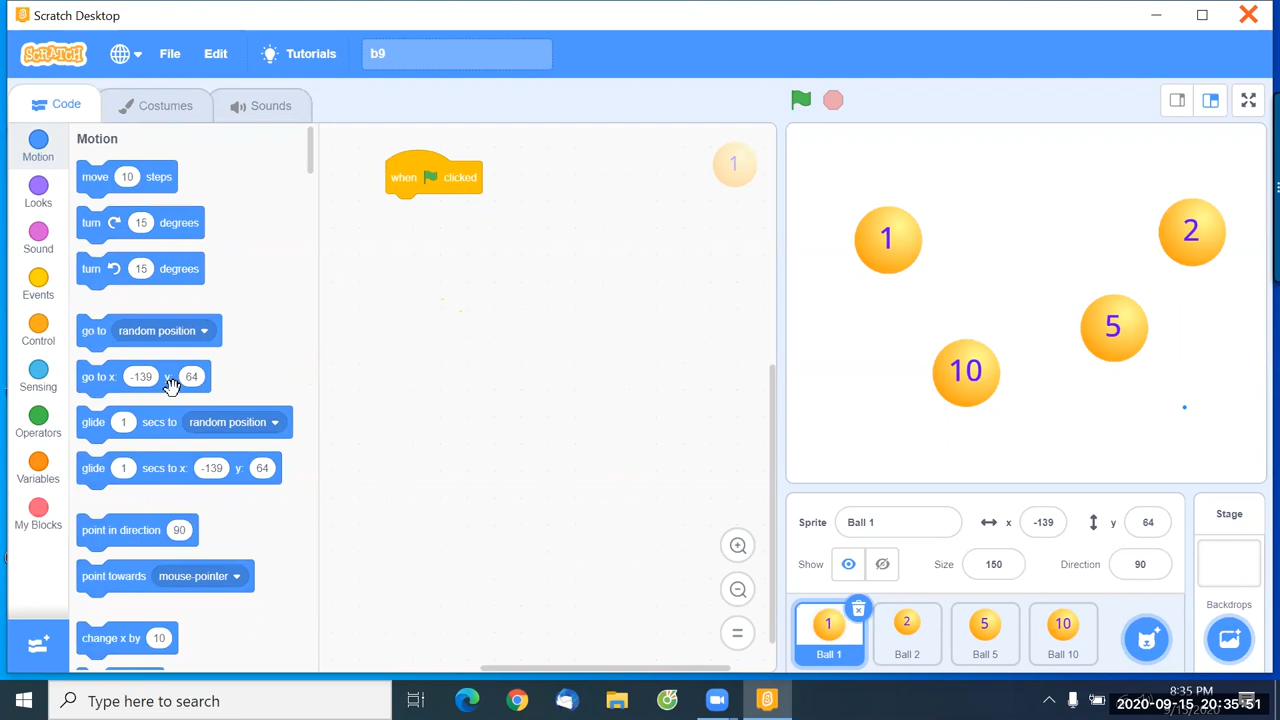 Scratch Desktop
SCRATCH File Edit Tutorials b9
Code Costumes Sounds
Motion
Looks
Sound
Events
Control
Sensing
Operators
Variables
My Blocks
Motion
move 10 steps
turn 15 degrees
turn 15 degrees
go to random position
go to x: -139 y: 64
glide 1 secs to random position
glide 1 secs to x: -139 y: 64
point in direction 90
point towards mouse-pointer
change x by 10
when clicked
1
1
2
5
10
Sprite Ball 1 x -139 y 64
Show Size 150 Direction 90
1 2 5 10
Ball 1 Ball 2 Ball 5 Ball 10
Stage
Backdrops
Type here to search
8:35 PM
2020-09-15 20:35:51